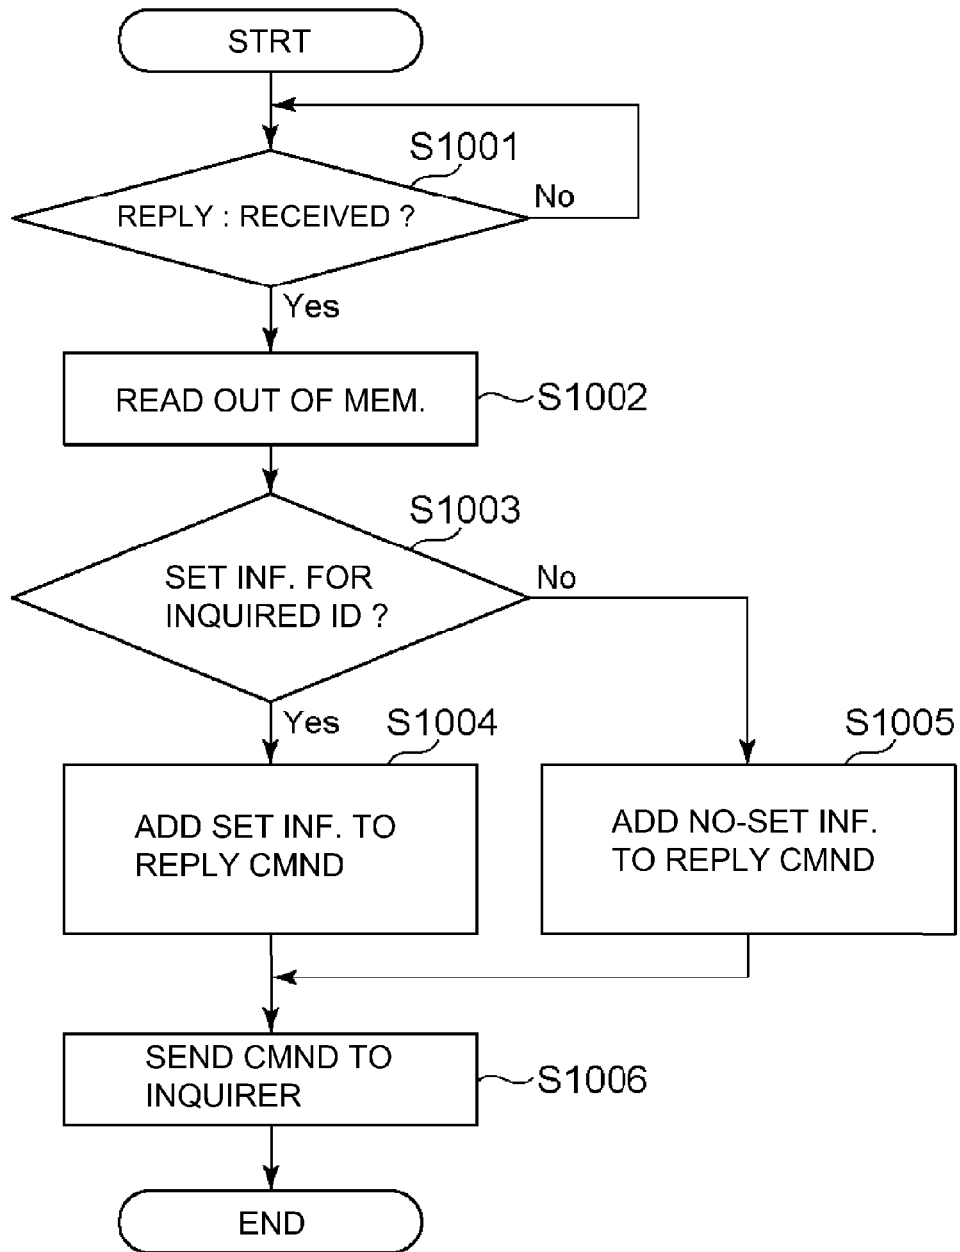 STRT
S1001
REPLY : RECEIVED ?
No
Yes
READ OUT OF MEM.
S1002
S1003
SET INF. FOR
INQUIRED ID ?
No
Yes
S1004
S1005
ADD SET INF. TO
REPLY CMND
ADD NO-SET INF.
TO REPLY CMND
SEND CMND TO
INQUIRER
S1006
END